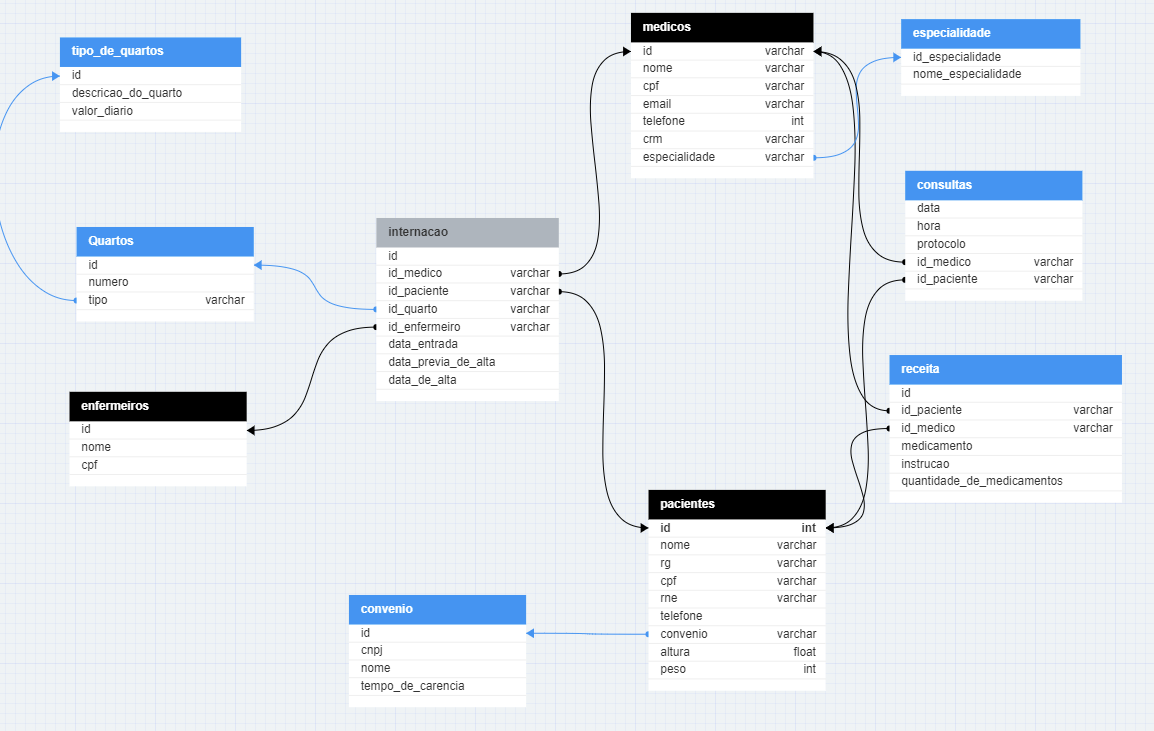 tipo_de_quartos
id
descricao_do_quarto
valor_diario
medicos
id varchar
nome varchar
cpf varchar
email varchar
telefone int
crm varchar
especialidade varchar
especialidade
id_especialidade
nome_especialidade
consultas
data
hora
protocolo
id_medico varchar
id_paciente varchar
Quartos
id
numero
tipo varchar
internacao
id
id_medico varchar
id_paciente varchar
id_quarto varchar
id_enfermeiro varchar
data_entrada
data_previa_de_alta
data_de_alta
receita
id
id_paciente varchar
id_medico varchar
medicamento
instrucao
quantidade_de_medicamentos
enfermeiros
id
nome
cpf
pacientes
id int
nome varchar
rg varchar
cpf varchar
rne varchar
telefone
convenio varchar
altura float
peso int
convenio
id
cnpj
nome
tempo_de_carencia